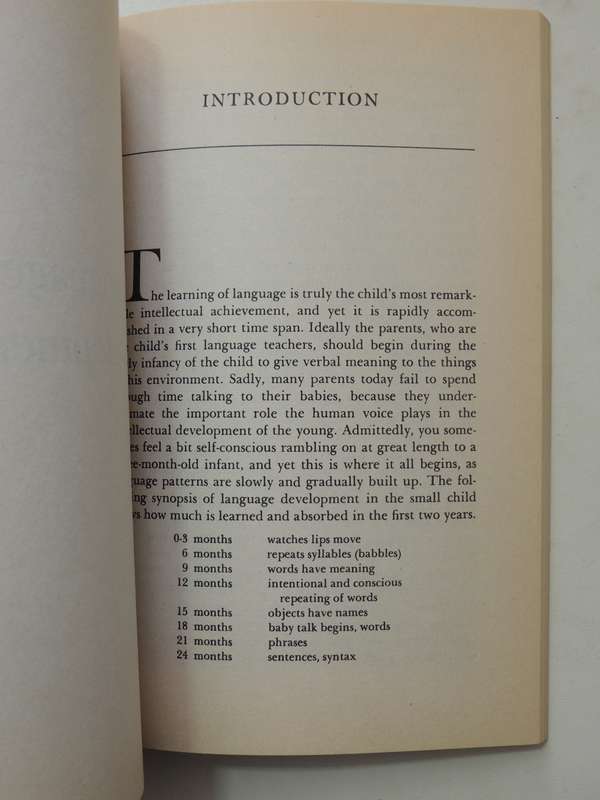 INTRODUCTION
The learning of language is truly the child's most remark-
le intellectual achievement, and yet it is rapidly accom-
shed in a very short time span. Ideally the parents, who are
child's first language teachers, should begin during the
ly infancy of the child to give verbal meaning to the things
his environment. Sadly, many parents today fail to spend
ugh time talking to their babies, because they under-
mate the important role the human voice plays in the
llectual development of the young. Admittedly, you some-
es feel a bit self-conscious rambling on at great length to a
e-month-old infant, and yet this is where it all begins, as
guage patterns are slowly and gradually built up. The fol-
ing synopsis of language development in the small child
vs how much is learned and absorbed in the first two years.
0-3 months watches lips move
6 months repeats syllables (babbles)
9 months words have meaning
12 months intentional and conscious
repeating of words
15 months objects have names
18 months baby talk begins, words
21 months phrases
24 months sentences, syntax